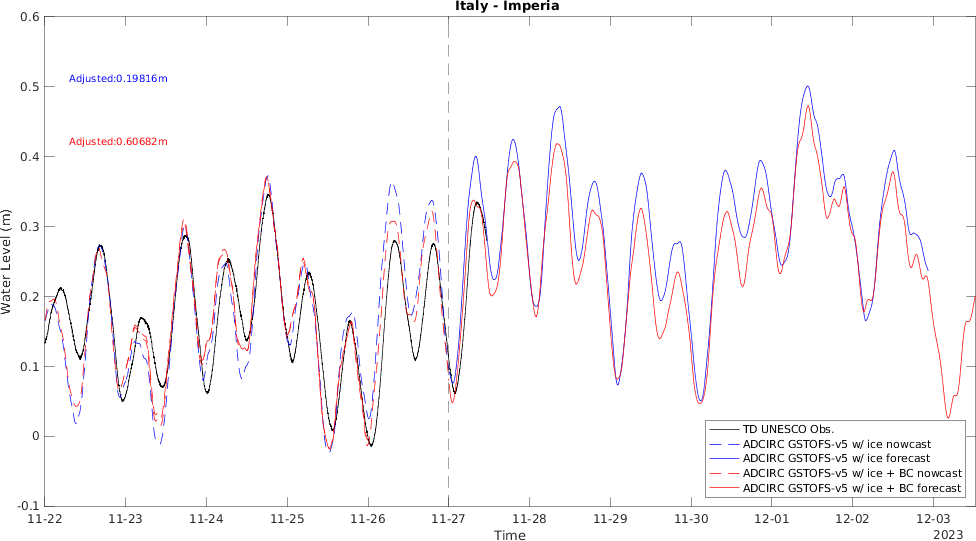 Italy - Imperia
0.6
0.5
0.4
0.3
0.2
0.1
0
-0.1
Water Level (m)
Adjusted:0.19816m
Adjusted:0.60682m
TD UNESCO Obs.
ADCIRC GSTOFS-v5 w/ ice nowcast
ADCIRC GSTOFS-v5 w/ ice forecast
ADCIRC GSTOFS-v5 w/ ice + BC nowcast
ADCIRC GSTOFS-v5 w/ ice + BC forecast
11-22 11-23 11-24 11-25 11-26 11-27 11-28 11-29 11-30 12-01 12-02 12-03
Time
2023